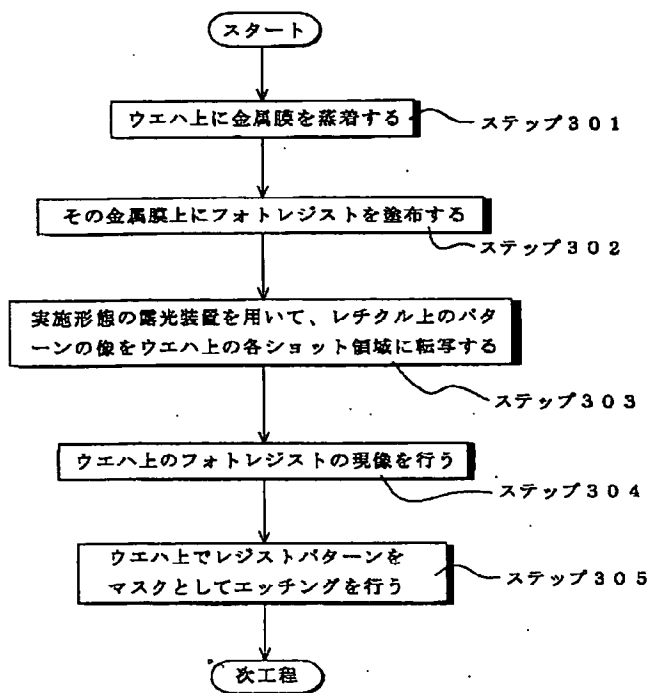 スタート
ウエハ上に金属膜を蒸着する
ステップ301
その金属膜上にフォトレジストを塗布する
ステップ302
実施形態の露光装置を用いて、レチクル上のパタ
ーンの像をウエハ上の各ショット領域に転写する
ステップ303
ウエハ上のフォトレジストの現像を行う
ステップ304
ウエハ上でレジストパターンを
マスクとしてエッチングを行う
ステップ305
次工程